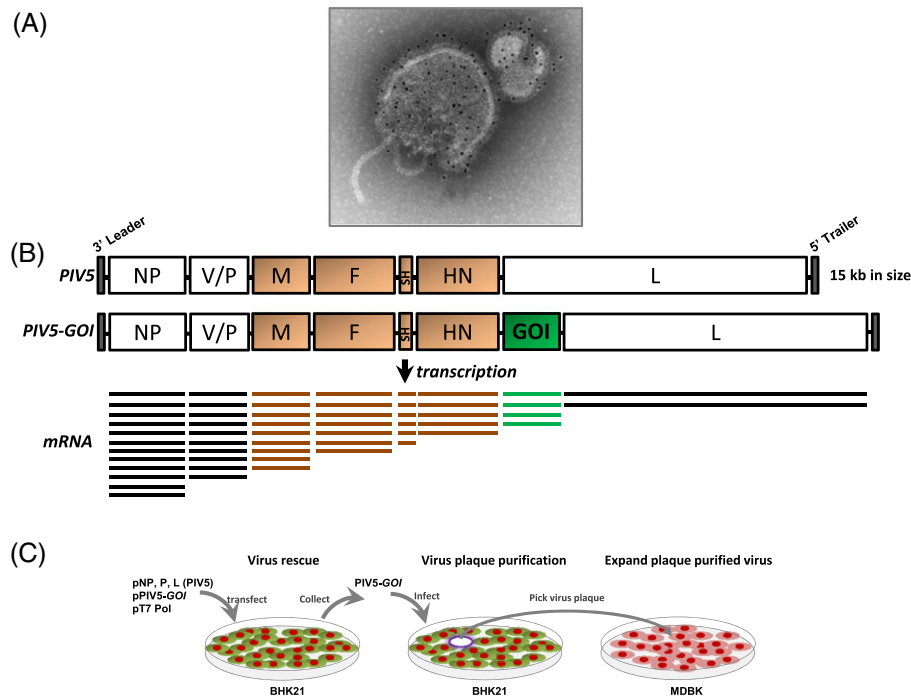 (A)
(B)
3' Leader
5' Trailer
PIV5 NP V/P M F SH HN L 15 kb in size
PIV5-GOI NP V/P M F SH HN GOI L
transcription
mRNA
(C)
Virus rescue Virus plaque purification Expand plaque purified virus
pNP, P, L (PIV5)
pPIV5-GOI
pT7 Pol
transfect Collect PIV5-GOI Infect Pick virus plaque
BHK21 BHK21 MDBK